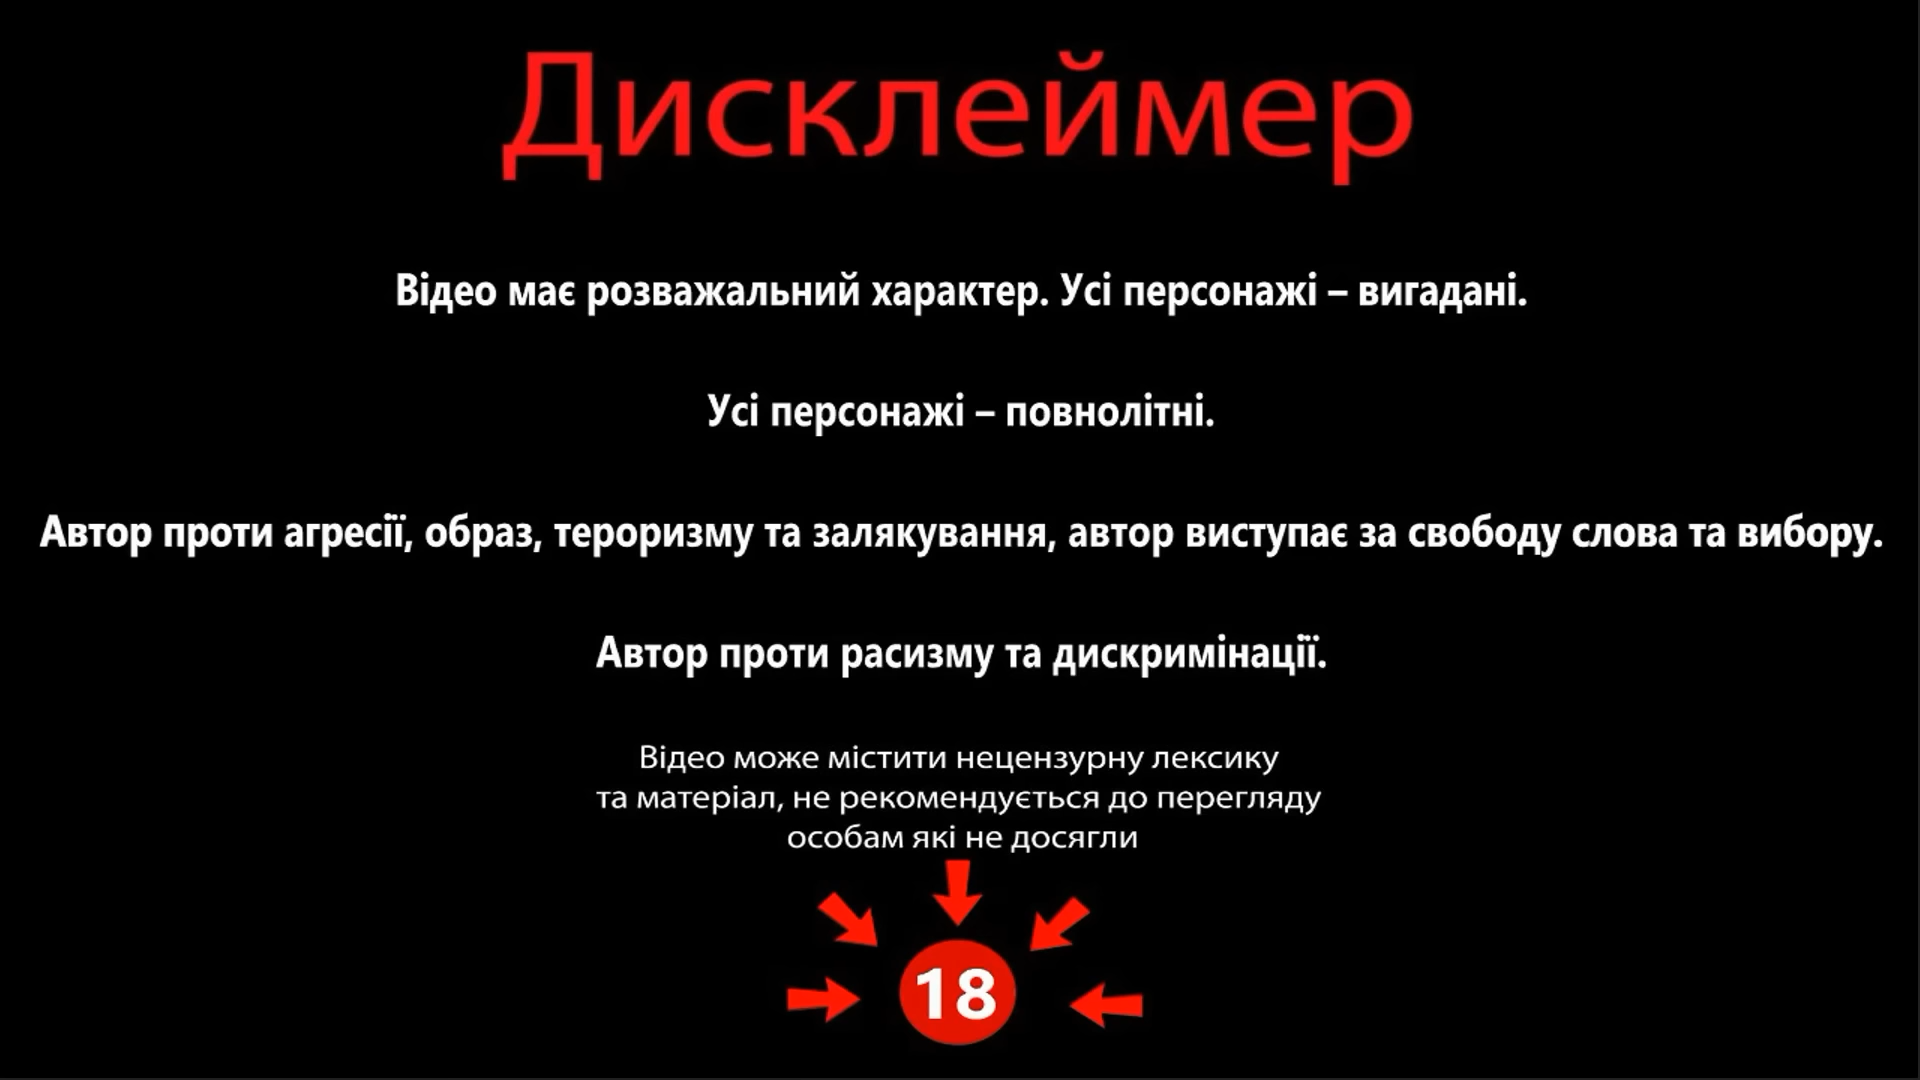 Дисклеймер
Відео має розважальний характер. Усі персонажі – вигадані.
Усі персонажі – повнолітні.
Автор проти агресії, образ, тероризму та залякування, автор виступає за свободу слова та вибору.
Автор проти расизму та дискримінації.
Відео може містити нецензурну лексику
та матеріал, не рекомендується до перегляду
особам які не досягли
18